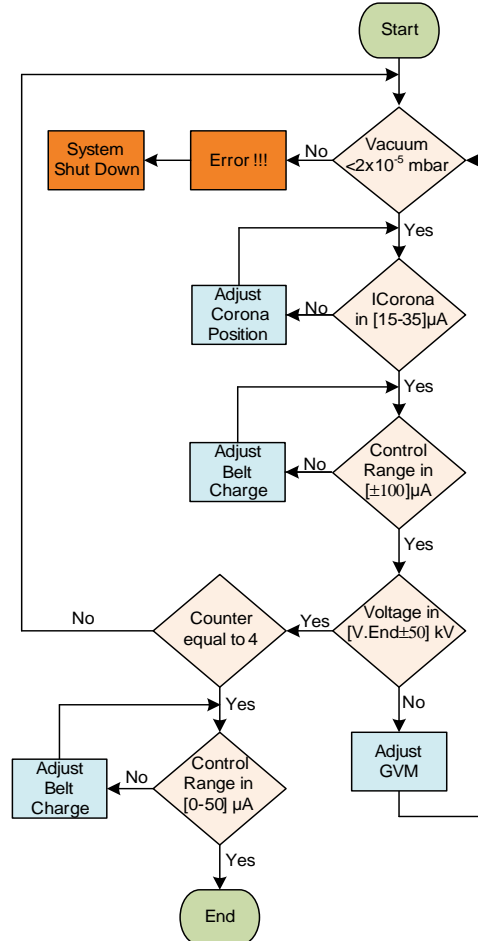 Start
Vacuum
<2x10⁻⁵ mbar
No
Error !!!
System
Shut Down
Yes
ICorona
in [15-35]µA
No
Adjust
Corona
Position
Yes
Control
Range in
[±100]µA
No
Adjust
Belt
Charge
Yes
Voltage in
[V.End±50] kV
Yes
Counter
equal to 4
No
No
Adjust
GVM
Yes
Control
Range in
[0-50] µA
No
Adjust
Belt
Charge
Yes
End